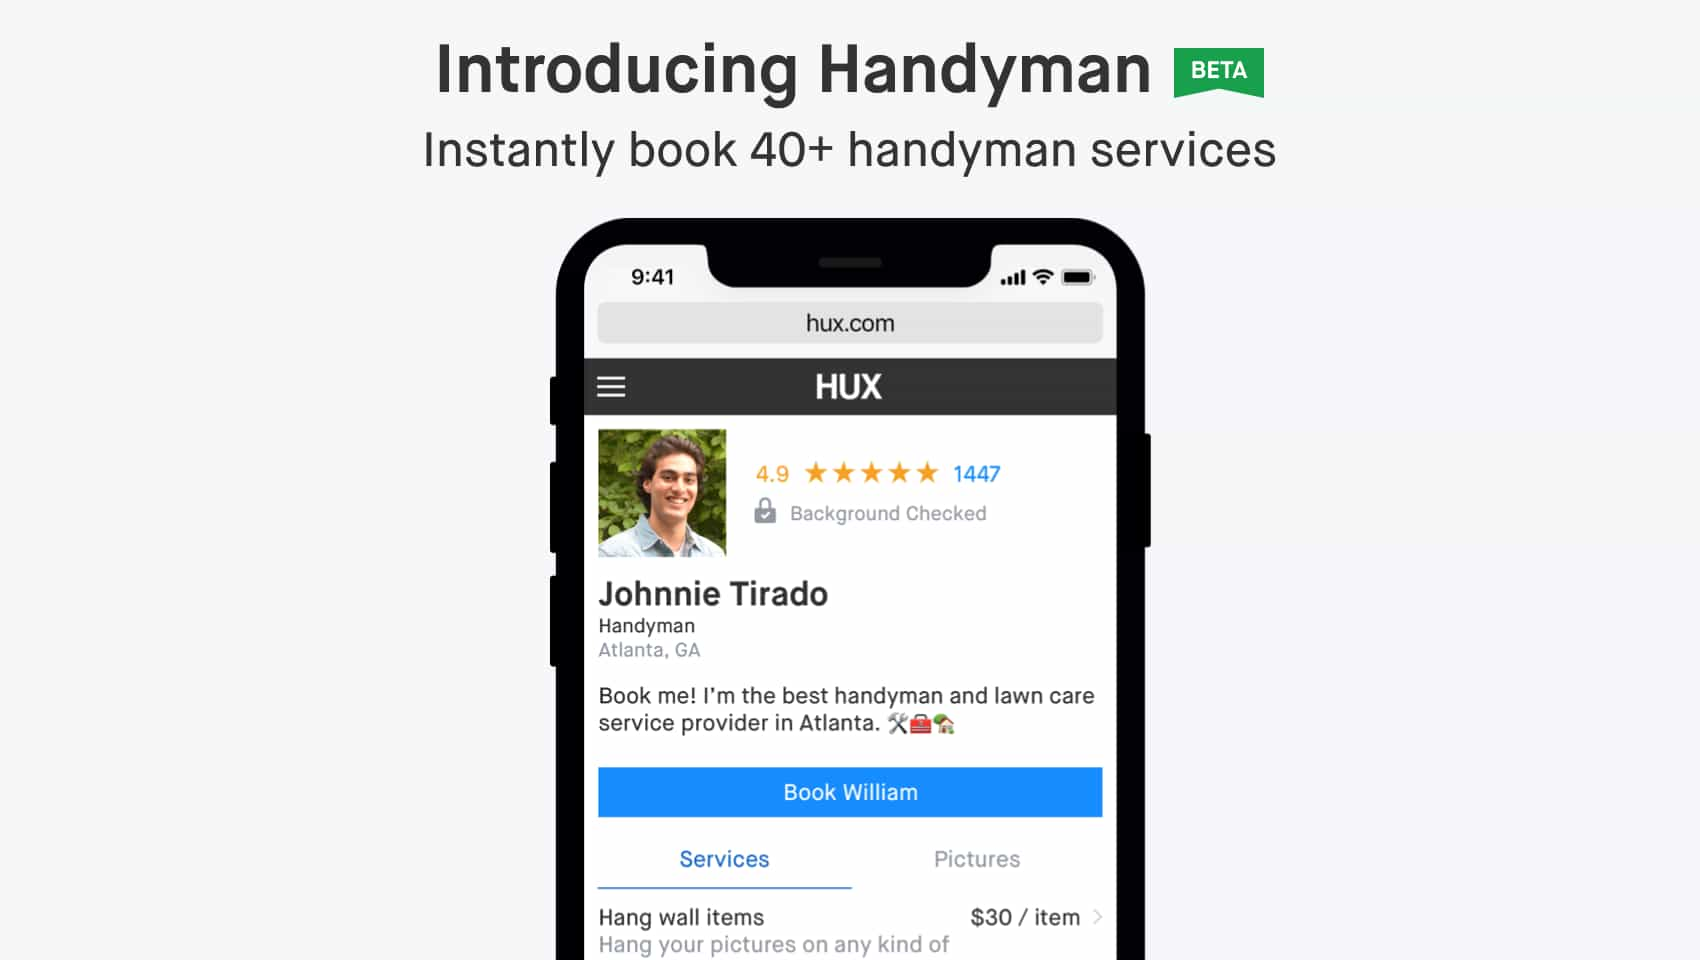 Introducing Handyman BETA
Instantly book 40+ handyman services
9:41
hux.com
HUX
4.9 1447
Background Checked
Johnnie Tirado
Handyman
Atlanta, GA
Book me! I'm the best handyman and lawn care
service provider in Atlanta. 🛠️🧰🏡
Book William
Services Pictures
Hang wall items $30 / item
Hang your pictures on any kind of